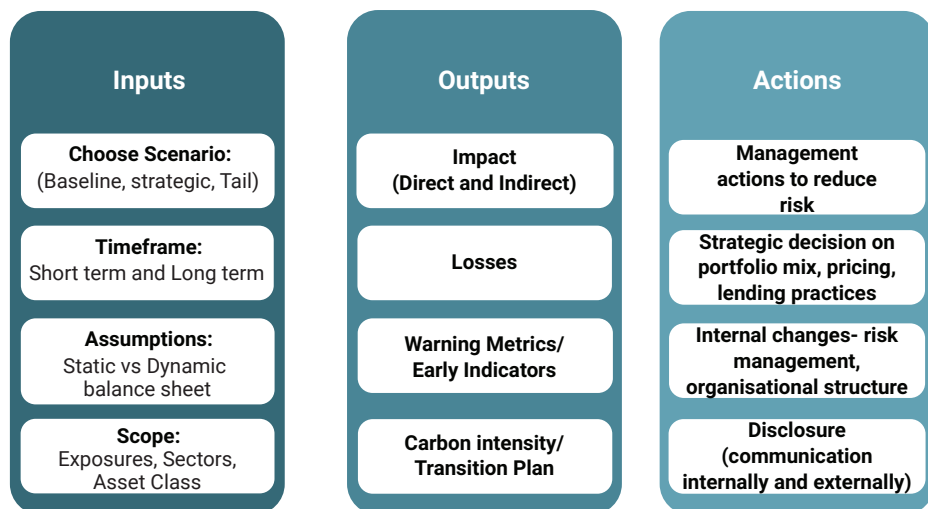 Inputs
Choose Scenario:
(Baseline, strategic, Tail)
Timeframe:
Short term and Long term
Assumptions:
Static vs Dynamic
balance sheet
Scope:
Exposures, Sectors,
Asset Class
Outputs
Impact
(Direct and Indirect)
Losses
Warning Metrics/
Early Indicators
Carbon intensity/
Transition Plan
Actions
Management
actions to reduce
risk
Strategic decision on
portfolio mix, pricing,
lending practices
Internal changes- risk
management,
organisational structure
Disclosure
(communication
internally and externally)